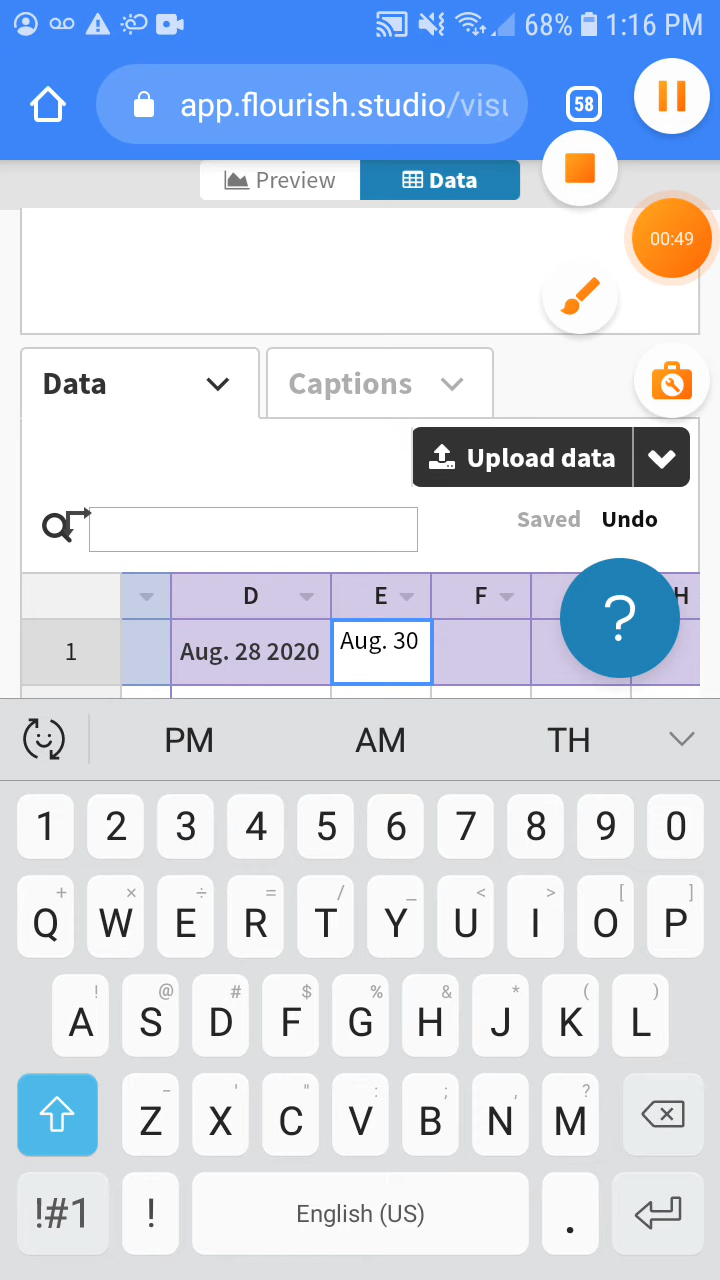 68% 1:16 PM
app.flourish.studio/visu
58
Preview
Data
00:49
Data
Captions
Upload data
Saved Undo
D E F H
?
1 Aug. 28 2020 Aug. 30
PM AM TH
1 2 3 4 5 6 7 8 9 0
+ × ÷ = / _ < > [ ]
Q W E R T Y U I O P
! @ # $ % & * ( )
A S D F G H J K L
- ' " : ; , ?
Z X C V B N M
!#1 ! English (US) .